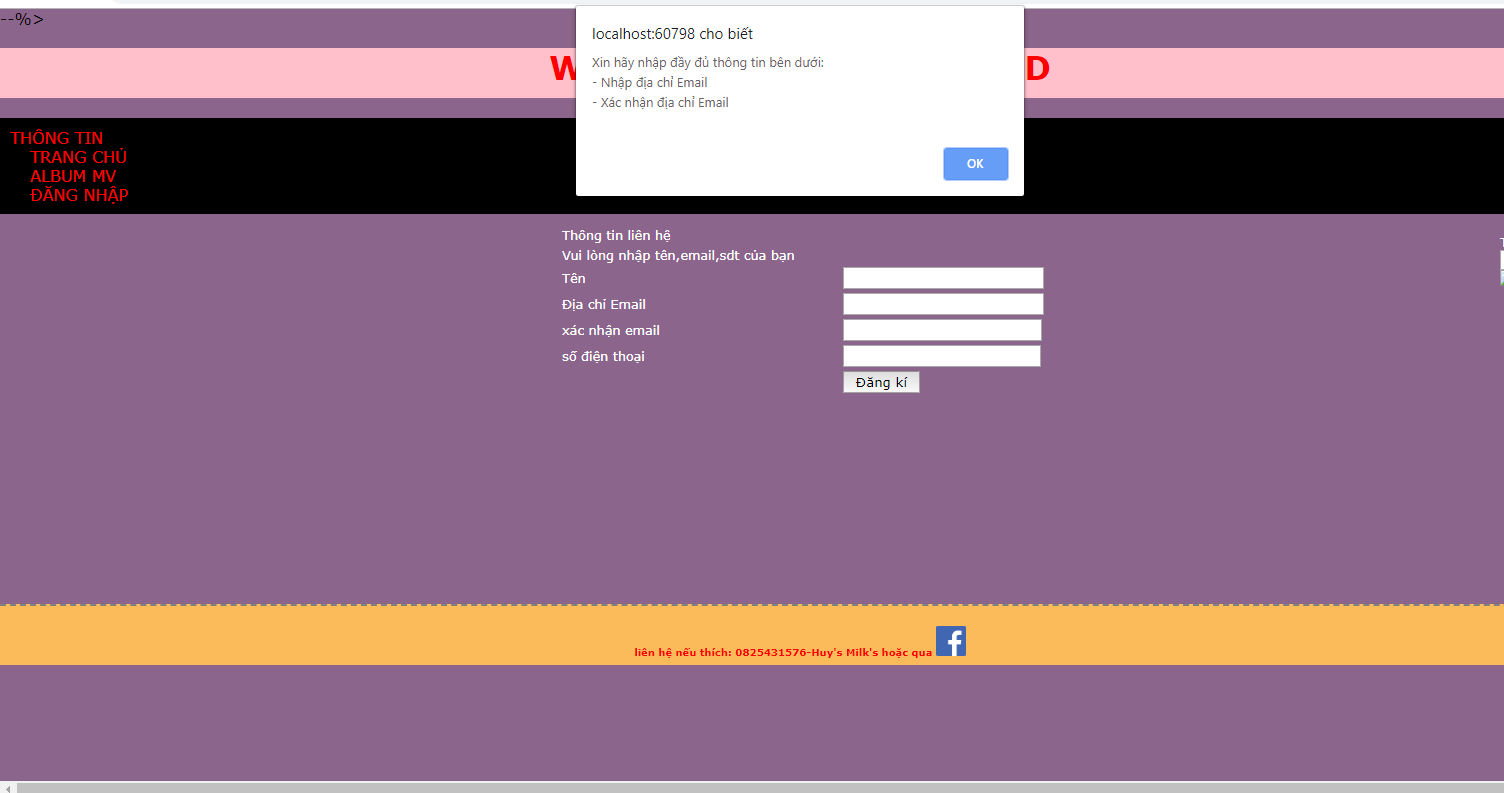 --%>
localhost:60798 cho biết
Xin hãy nhập đầy đủ thông tin bên dưới:
- Nhập địa chỉ Email
- Xác nhận địa chỉ Email
OK
W
D
THÔNG TIN
TRANG CHỦ
ALBUM MV
ĐĂNG NHẬP
Thông tin liên hệ
Vui lòng nhập tên,email,sdt của bạn
Tên
Địa chỉ Email
xác nhận email
số điện thoại
Đăng kí
liên hệ nếu thích: 0825431576-Huy's Milk's hoặc qua f